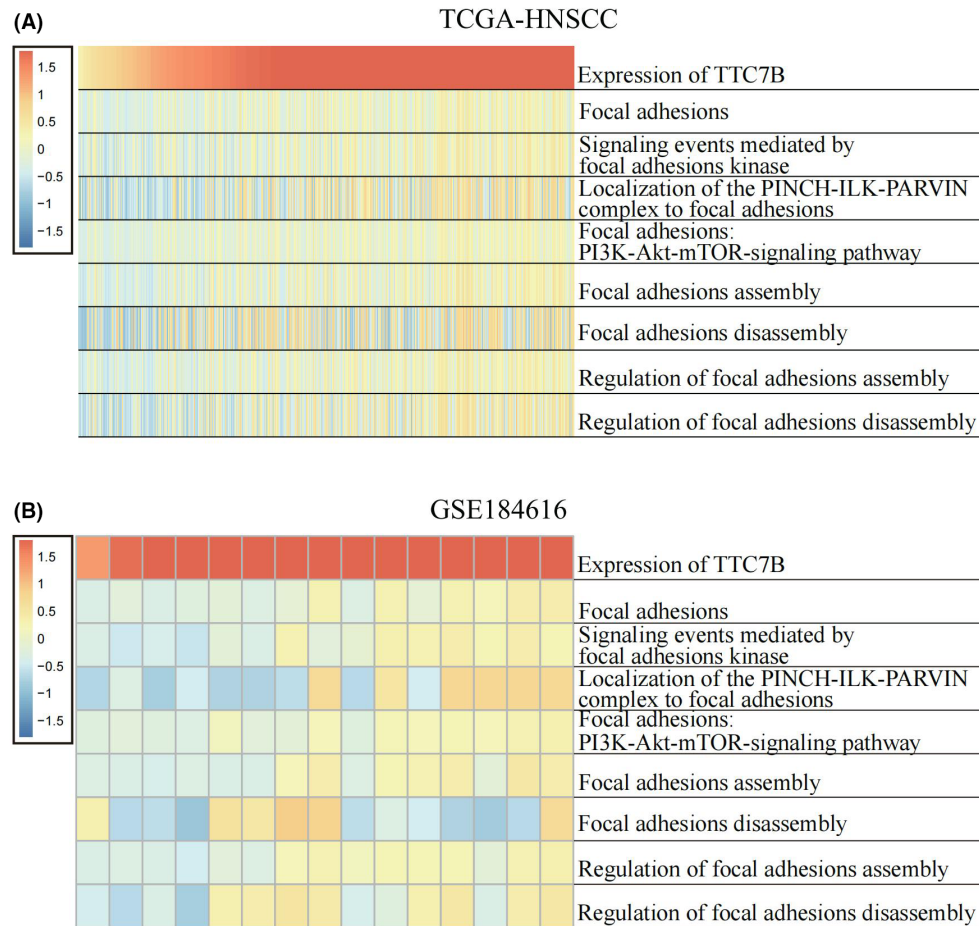 (A)
TCGA-HNSCC
1.5
1
0.5
0
−0.5
−1
−1.5
Expression of TTC7B
Focal adhesions
Signaling events mediated by
focal adhesions kinase
Localization of the PINCH-ILK-PARVIN
complex to focal adhesions
Focal adhesions:
PI3K-Akt-mTOR-signaling pathway
Focal adhesions assembly
Focal adhesions disassembly
Regulation of focal adhesions assembly
Regulation of focal adhesions disassembly
(B)
GSE184616
1.5
1
0.5
0
−0.5
−1
−1.5
Expression of TTC7B
Focal adhesions
Signaling events mediated by
focal adhesions kinase
Localization of the PINCH-ILK-PARVIN
complex to focal adhesions
Focal adhesions:
PI3K-Akt-mTOR-signaling pathway
Focal adhesions assembly
Focal adhesions disassembly
Regulation of focal adhesions assembly
Regulation of focal adhesions disassembly